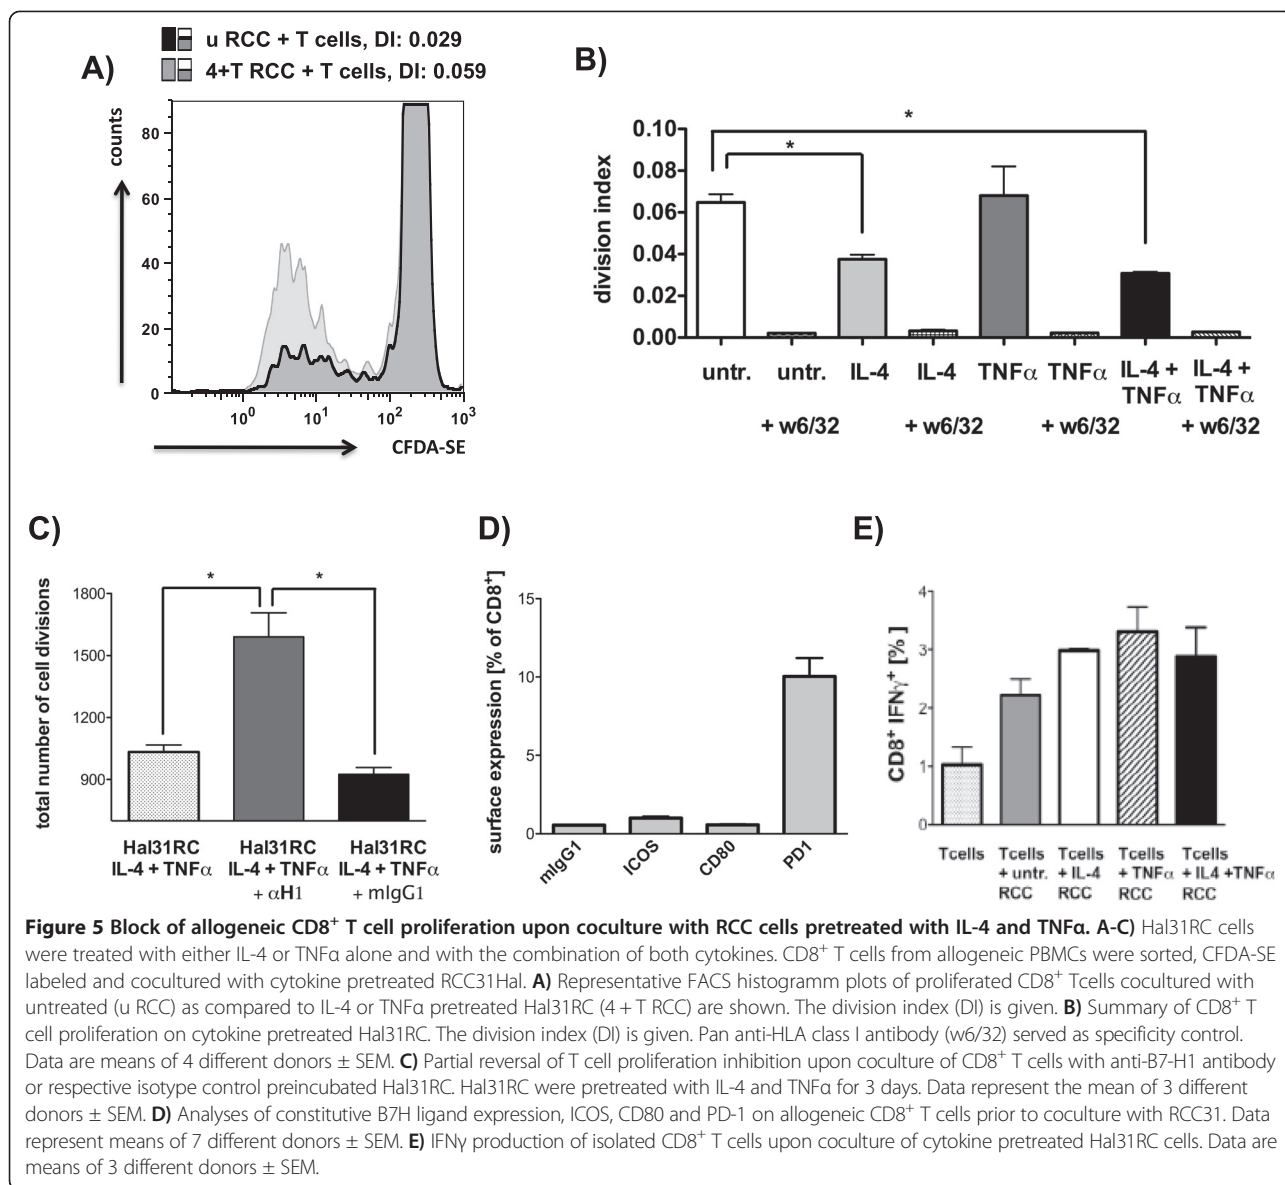 A)
u RCC + T cells, DI: 0.029
4+T RCC + T cells, DI: 0.059
counts
80
60
40
20
0
10⁰ 10¹ 10² 10³
CFDA-SE
B)
division index
0.10
0.08
0.06
0.04
0.02
0.00
*
*
untr. untr. IL-4 IL-4 TNFα TNFα IL-4 + TNFα IL-4 + TNFα
+ w6/32 + w6/32 + w6/32 + w6/32
C)
total number of cell divisions
1800
1500
1200
900
* *
Hal31RC Hal31RC Hal31RC
IL-4 + TNFα IL-4 + TNFα IL-4 + TNFα
+ αH1 + mIgG1
D)
surface expression [% of CD8⁺]
15
10
5
0
mIgG1 ICOS CD80 PD1
E)
CD8⁺ IFNγ⁺ [% ]
4
3
2
1
0
Tcells Tcells Tcells Tcells Tcells
+ untr. + IL-4 + TNFα + IL4 +TNFα
RCC RCC RCC RCC
Figure 5 Block of allogeneic CD8⁺ T cell proliferation upon coculture with RCC cells pretreated with IL-4 and TNFα. A-C) Hal31RC cells
were treated with either IL-4 or TNFα alone and with the combination of both cytokines. CD8⁺ T cells from allogeneic PBMCs were sorted, CFDA-SE
labeled and cocultured with cytokine pretreated RCC31Hal. A) Representative FACS histogramm plots of proliferated CD8⁺ Tcells cocultured with
untreated (u RCC) as compared to IL-4 or TNFα pretreated Hal31RC (4 + T RCC) are shown. The division index (DI) is given. B) Summary of CD8⁺ T
cell proliferation on cytokine pretreated Hal31RC. The division index (DI) is given. Pan anti-HLA class I antibody (w6/32) served as specificity control.
Data are means of 4 different donors ± SEM. C) Partial reversal of T cell proliferation inhibition upon coculture of CD8⁺ T cells with anti-B7-H1 antibody
or respective isotype control preincubated Hal31RC. Hal31RC were pretreated with IL-4 and TNFα for 3 days. Data represent the mean of 3 different
donors ± SEM. D) Analyses of constitutive B7H ligand expression, ICOS, CD80 and PD-1 on allogeneic CD8⁺ T cells prior to coculture with RCC31. Data
represent means of 7 different donors ± SEM. E) IFNγ production of isolated CD8⁺ T cells upon coculture of cytokine pretreated Hal31RC cells. Data are
means of 3 different donors ± SEM.